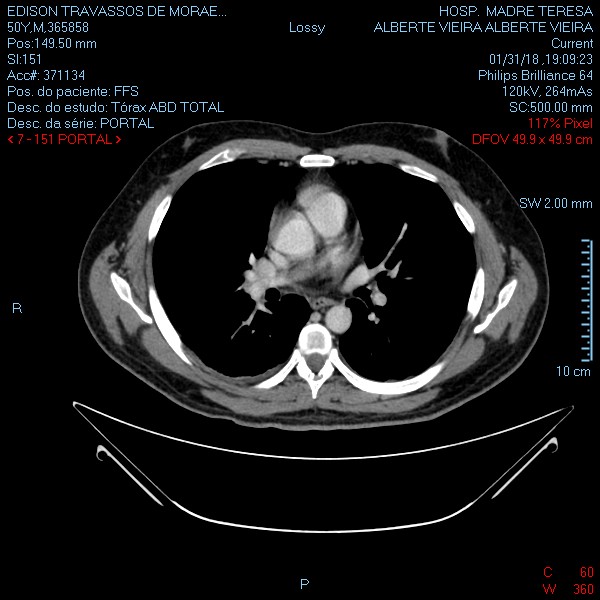 EDISON TRAVASSOS DE MORAE...
50Y,M,365858
Pos:149.50 mm
SI:151
Acc#: 371134
Pos. do paciente: FFS
Desc. do estudo: Tórax ABD TOTAL
Desc. da série: PORTAL
< 7 - 151 PORTAL >
Lossy
HOSP. MADRE TERESA
ALBERTE VIEIRA ALBERTE VIEIRA
Current
01/31/18 ,19:09:23
Philips Brilliance 64
120kV, 264mAs
SC:500.00 mm
117% Pixel
DFOV 49.9 x 49.9 cm
SW 2.00 mm
R
10 cm
P
C 60
W 360